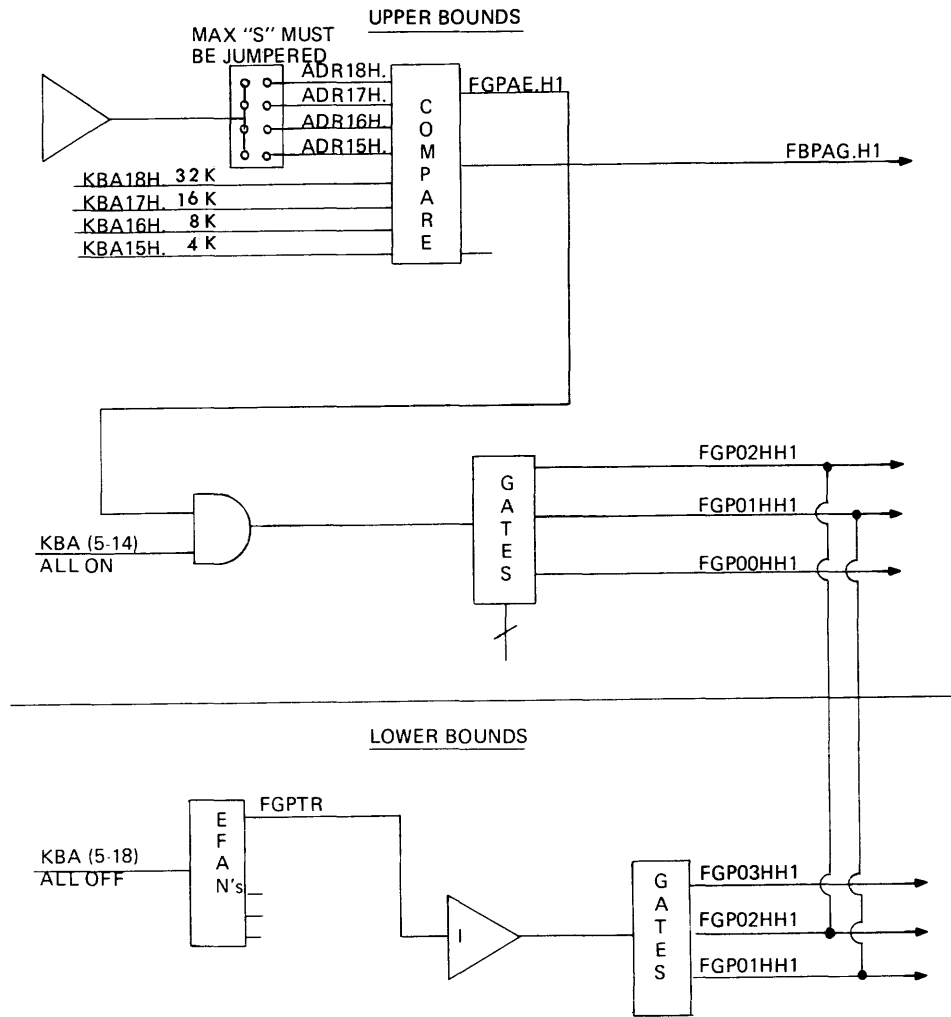 UPPER BOUNDS
MAX "S" MUST
BE JUMPERED
ADR18H.
ADR17H.
ADR16H.
ADR15H.
COMPARE
FGPAE.H1
FBPAG.H1
KBA18H. 32 K
KBA17H. 16 K
KBA16H. 8 K
KBA15H. 4 K
KBA (5-14)
ALL ON
GATES
FGP02HH1
FGP01HH1
FGP00HH1
LOWER BOUNDS
KBA (5-18)
ALL OFF
EFAN's
FGPTR
I
GATES
FGP03HH1
FGP02HH1
FGP01HH1